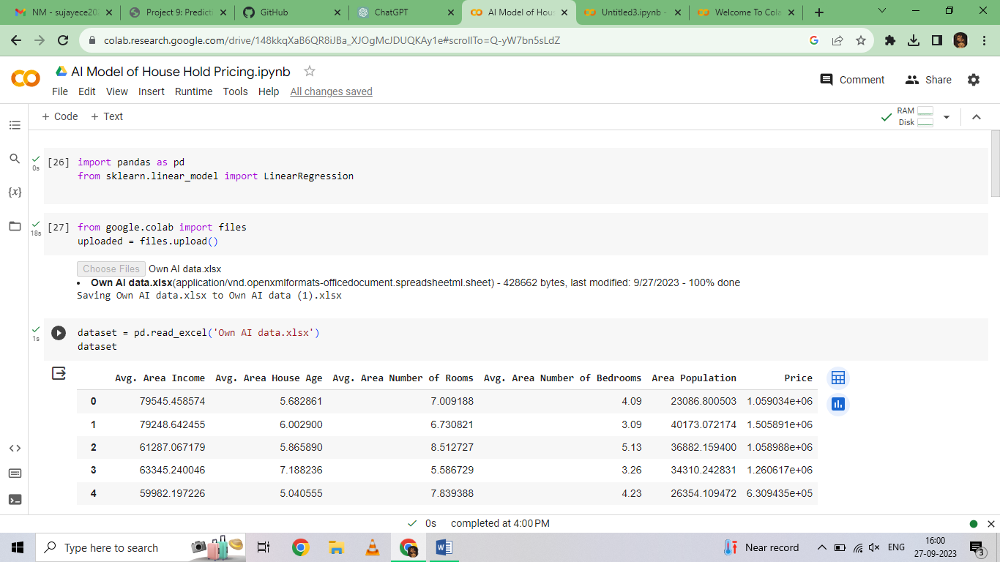 NM - sujayece20
Project 9: Predicti
GitHub
ChatGPT
AI Model of Hous
Untitled3.ipynb -
Welcome To Cola
colab.research.google.com/drive/148kkqXaB6QR8iJBa_XJOgMcJDUQKAy1e#scrollTo=Q-yW7bn5sLdZ
AI Model of House Hold Pricing.ipynb
Comment
Share
File Edit View Insert Runtime Tools Help All changes saved
+ Code + Text
RAM
Disk
[26] import pandas as pd
0s
from sklearn.linear_model import LinearRegression
{x}
[27] from google.colab import files
18s
uploaded = files.upload()
Choose Files Own AI data.xlsx
• Own AI data.xlsx(application/vnd.openxmlformats-officedocument.spreadsheetml.sheet) - 428662 bytes, last modified: 9/27/2023 - 100% done
Saving Own AI data.xlsx to Own AI data (1).xlsx
dataset = pd.read_excel('Own AI data.xlsx')
1s
dataset
Avg. Area Income Avg. Area House Age Avg. Area Number of Rooms Avg. Area Number of Bedrooms Area Population Price
0 79545.458574 5.682861 7.009188 4.09 23086.800503 1.059034e+06
1 79248.642455 6.002900 6.730821 3.09 40173.072174 1.505891e+06
2 61287.067179 5.865890 8.512727 5.13 36882.159400 1.058988e+06
3 63345.240046 7.188236 5.586729 3.26 34310.242831 1.260617e+06
4 59982.197226 5.040555 7.839388 4.23 26354.109472 6.309435e+05
0s completed at 4:00 PM
Type here to search
Near record
ENG
16:00
27-09-2023
3